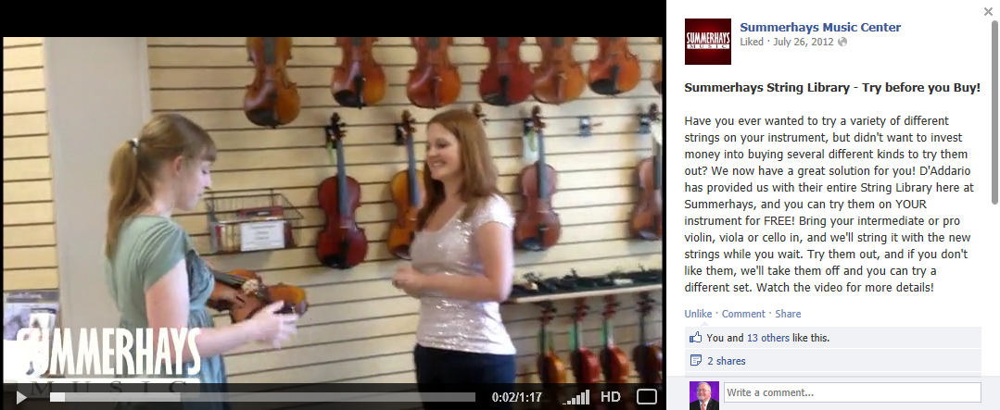 Summerhays Music Center
Liked · July 26, 2012
SUMMERHAYS
MUSIC
Summerhays String Library - Try before you Buy!
Have you ever wanted to try a variety of different
strings on your instrument, but didn't want to invest
money into buying several different kinds to try them
out? We now have a great solution for you! D'Addario
has provided us with their entire String Library here at
Summerhays, and you can try them on YOUR
instrument for FREE! Bring your intermediate or pro
violin, viola or cello in, and we'll string it with the new
strings while you wait. Try them out, and if you don't
like them, we'll take them off and you can try a
different set. Watch the video for more details!
Unlike · Comment · Share
You and 13 others like this.
2 shares
Write a comment...
SUMMERHAYS
MUSIC
0:02/1:17 HD